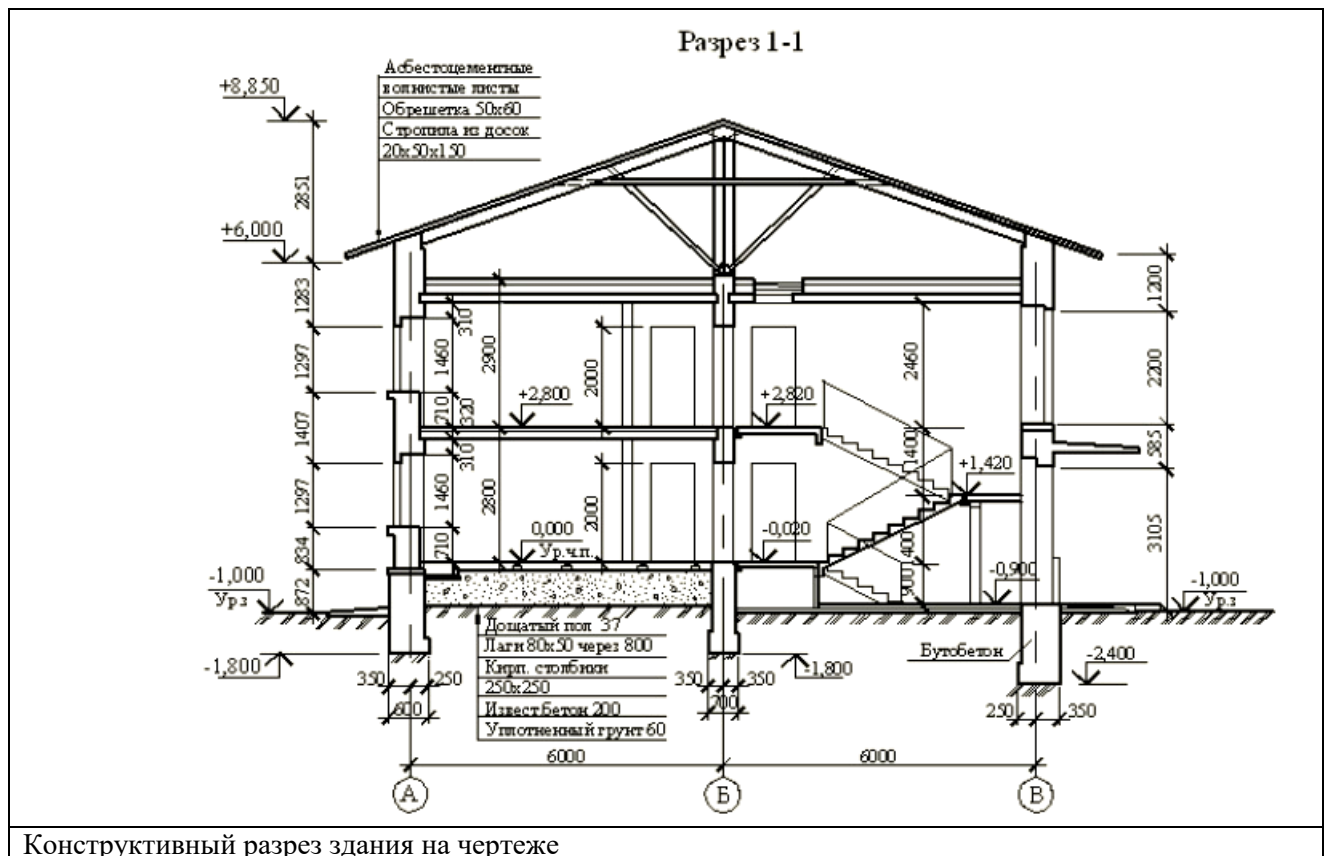 Разрез 1-1
Асбестоцементные
волнистые листы
Обрешетка 50х60
Стропила из досок
20х50х150
+8,850
2851
+6,000
1283
1297
1407
1297
834
872
-1,000
Ур.з
-1,800
310
1460
710
320
310
1460
710
2900
2800
2000
2000
+2,800
+2,820
0,000
Ур.ч.п.
-0,020
2460
1400
+1,420
400
900
-0,900
1200
2200
585
3105
-1,000
Ур.з
Дощатый пол 37
Лаги 80х50 через 800
Кирп. столбики
250х250
Извест.бетон 200
Уплотненный грунт 60
Бутобетон
-1,800
-2,400
350
250
600
350
350
700
250
350
6000
6000
А
Б
В
Конструктивный разрез здания на чертеже